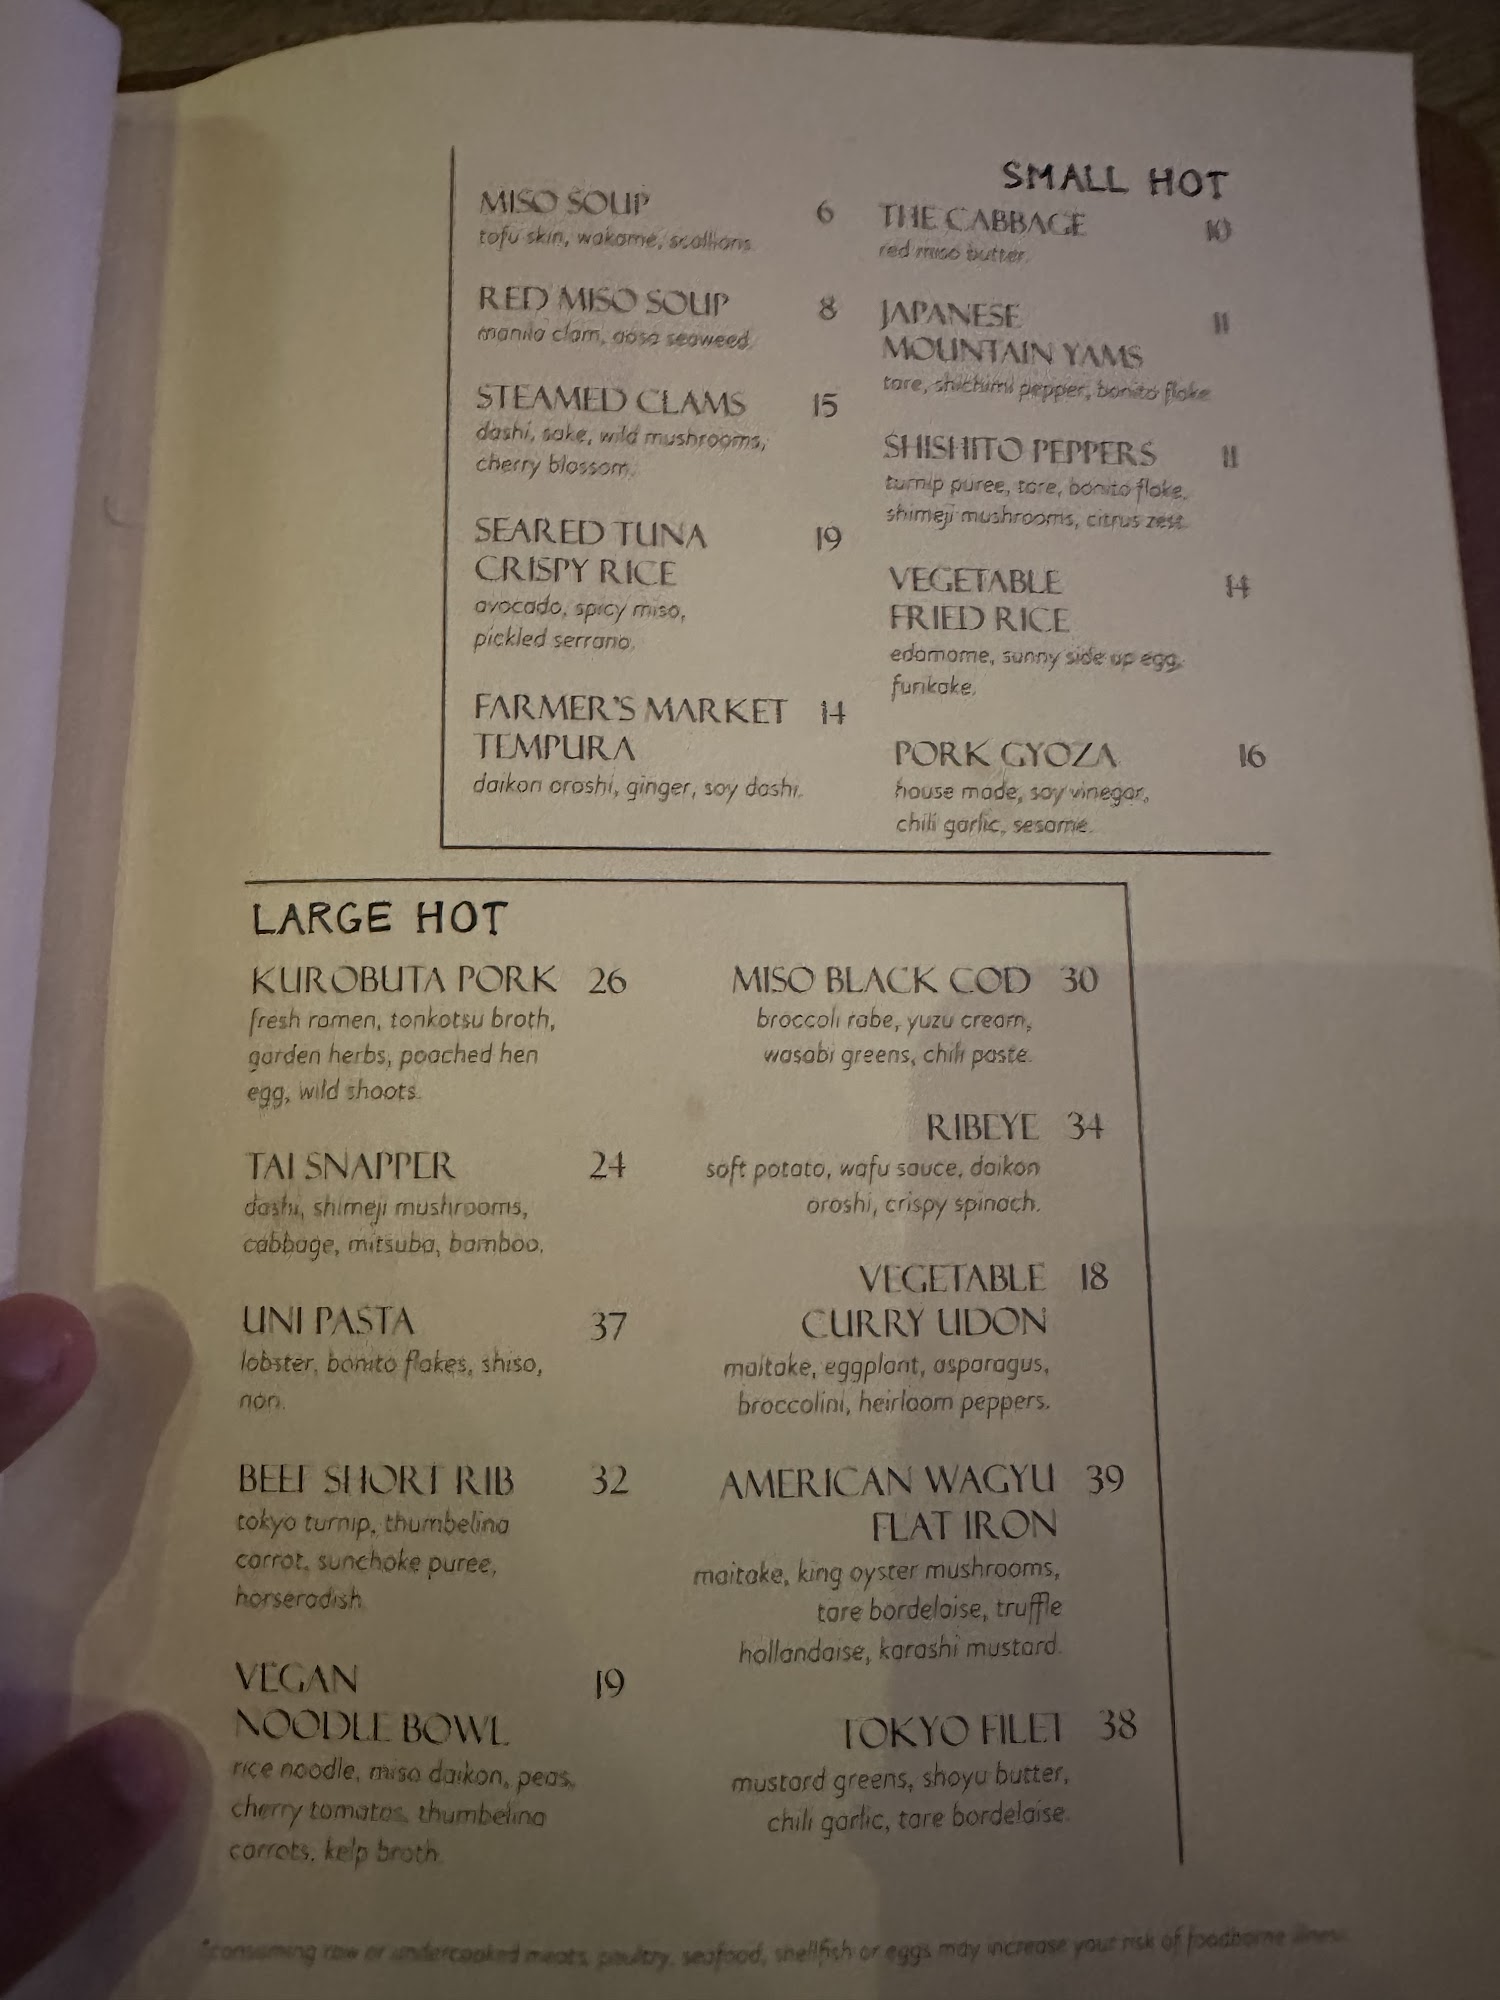 SMALL HOT
MISO SOUP 6
tofu skin, wakame, scallions.
RED MISO SOUP 8
manila clam, aosa seaweed.
STEAMED CLAMS 15
dashi, sake, wild mushrooms,
cherry blossom.
SEARED TUNA 19
CRISPY RICE
avocado, spicy miso,
pickled serrano.
FARMER'S MARKET 14
TEMPURA
daikon oroshi, ginger, soy dashi.
THE CABBAGE 10
red miso butter.
JAPANESE 11
MOUNTAIN YAMS
tare, shichimi pepper, bonito flake.
SHISHITO PEPPERS 11
turnip puree, tare, bonito flake,
shimeji mushrooms, citrus zest.
VEGETABLE 14
FRIED RICE
edamame, sunny side up egg,
furikake.
PORK GYOZA 16
house made, soy vinegar,
chili garlic, sesame.
LARGE HOT
KUROBUTA PORK 26
fresh ramen, tonkotsu broth,
garden herbs, poached hen
egg, wild shoots.
TAI SNAPPER 24
dashi, shimeji mushrooms,
cabbage, mitsuba, bamboo.
UNI PASTA 37
lobster, bonito flakes, shiso,
nori.
BEEF SHORT RIB 32
tokyo turnip, thumbelina
carrot, sunchoke puree,
horseradish.
VEGAN 19
NOODLE BOWL
rice noodle, miso daikon, peas,
cherry tomatos, thumbelina
carrots, kelp broth.
MISO BLACK COD 30
broccoli rabe, yuzu cream,
wasabi greens, chili paste.
RIBEYE 34
soft potato, wafu sauce, daikon
oroshi, crispy spinach.
VEGETABLE 18
CURRY UDON
maitake, eggplant, asparagus,
broccolini, heirloom peppers.
AMERICAN WAGYU 39
FLAT IRON
maitake, king oyster mushrooms,
tare bordelaise, truffle
hollandaise, karashi mustard.
TOKYO FILET 38
mustard greens, shoyu butter,
chili garlic, tare bordelaise.
*consuming raw or undercooked meats, poultry, seafood, shellfish or eggs may increase your risk of foodborne illness.